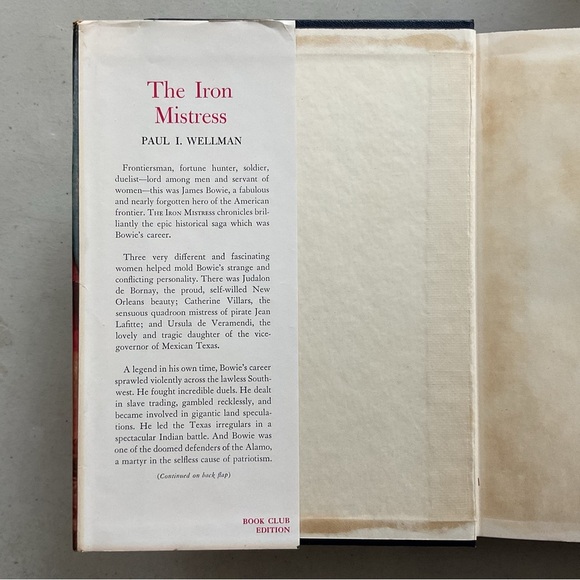 The Iron
Mistress
PAUL I. WELLMAN
Frontiersman, fortune hunter, soldier,
duelist—lord among men and servant of
women—this was James Bowie, a fabulous
and nearly forgotten hero of the American
frontier. THE IRON MISTRESS chronicles bril-
liantly the epic historical saga which was
Bowie's career.
Three very different and fascinating
women helped mold Bowie's strange and
conflicting personality. There was Judalon
de Bornay, the proud, self-willed New
Orleans beauty; Catherine Villars, the
sensuous quadroon mistress of pirate Jean
Lafitte; and Ursula de Veramendi, the
lovely and tragic daughter of the vice-
governor of Mexican Texas.
A legend in his own time, Bowie's career
sprawled violently across the lawless South-
west. He fought incredible duels. He dealt
in slave trading, gambled recklessly, and
became involved in gigantic land specula-
tions. He led the Texas irregulars in a
spectacular Indian battle. And Bowie was
one of the doomed defenders of the Alamo,
a martyr in the selfless cause of patriotism.
(Continued on back flap)
BOOK CLUB
EDITION